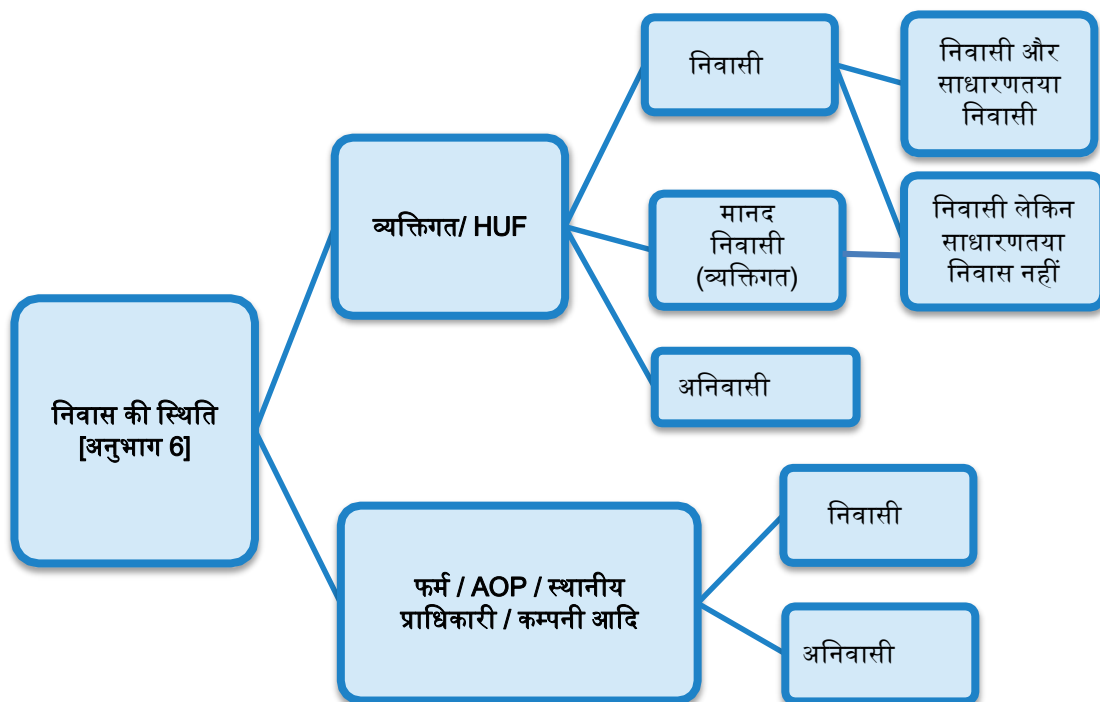 निवास की स्थिति
[अनुभाग 6]
व्यक्तिगत/ HUF
निवासी
निवासी और
साधारणतया
निवासी
मानद
निवासी
(व्यक्तिगत)
निवासी लेकिन
साधारणतया
निवास नहीं
अनिवासी
फर्म / AOP / स्थानीय
प्राधिकारी / कम्पनी आदि
निवासी
अनिवासी